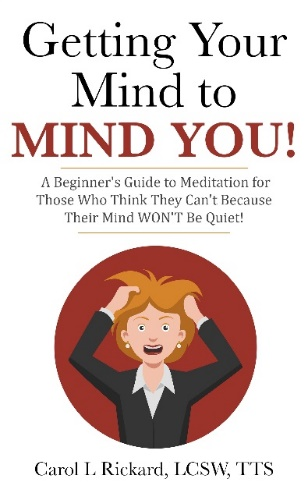 Getting Your
Mind to
MIND YOU!
A Beginner's Guide to Meditation for
Those Who Think They Can't Because
Their Mind WON'T Be Quiet!
Carol L Rickard, LCSW, TTS